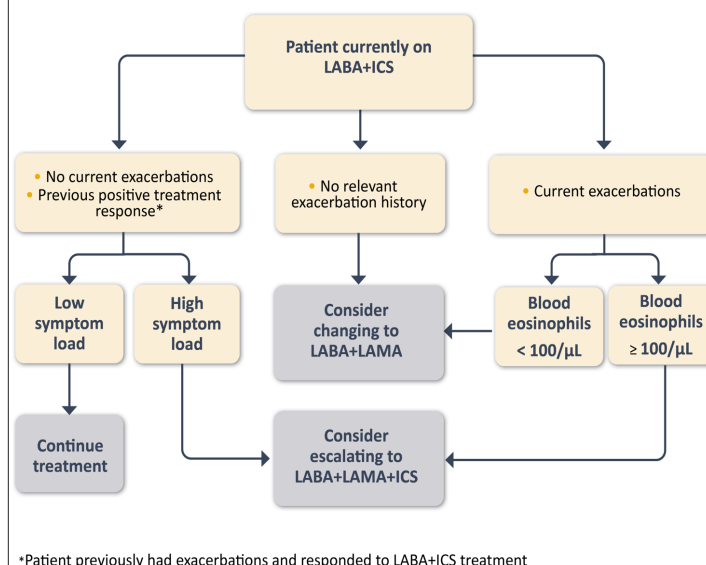 Patient currently on
LABA+ICS
• No current exacerbations
• Previous positive treatment
response*
• No relevant
exacerbation history
• Current exacerbations
Low
symptom
load
High
symptom
load
Consider
changing to
LABA+LAMA
Blood
eosinophils
< 100/µL
Blood
eosinophils
≥ 100/µL
Continue
treatment
Consider
escalating to
LABA+LAMA+ICS
*Patient previously had exacerbations and responded to LABA+ICS treatment